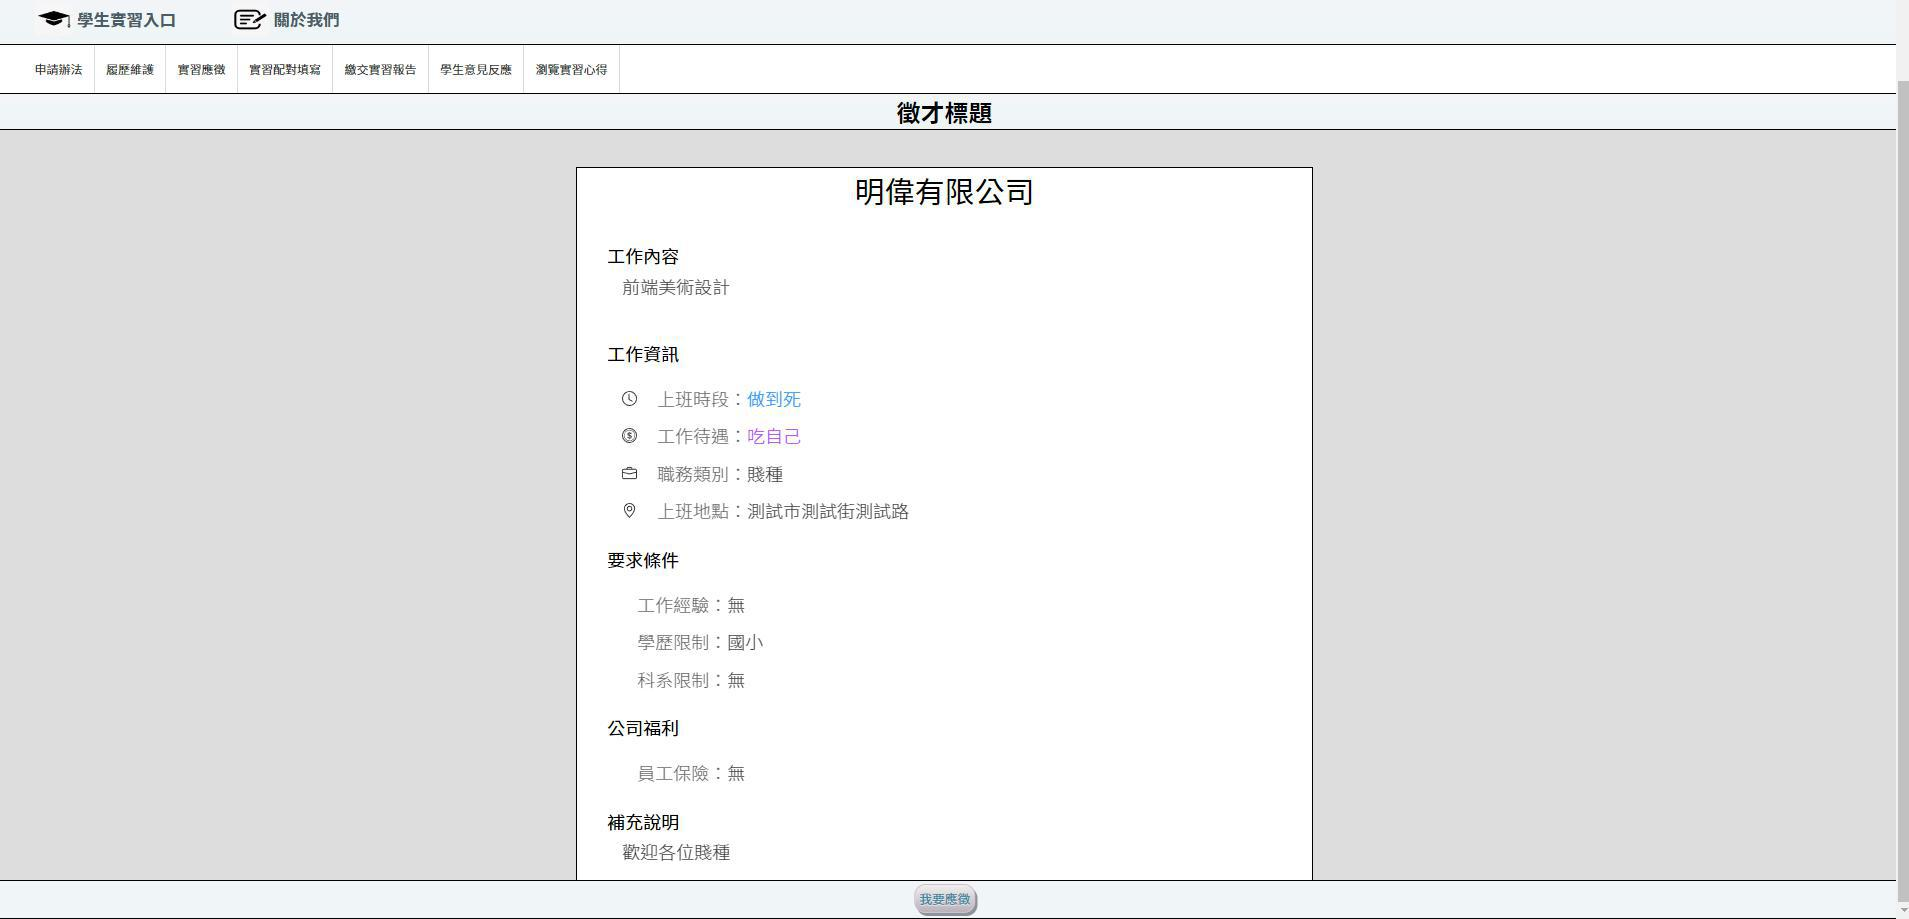 學生實習入口 關於我們
申請辦法 履歷維護 實習應徵 實習配對填寫 繳交實習報告 學生意見反應 瀏覽實習心得
徵才標題
明偉有限公司
工作內容
前端美術設計
工作資訊
上班時段：做到死
工作待遇：吃自己
職務類別：賤種
上班地點：測試市測試街測試路
要求條件
工作經驗：無
學歷限制：國小
科系限制：無
公司福利
員工保險：無
補充說明
歡迎各位賤種
我要應徵